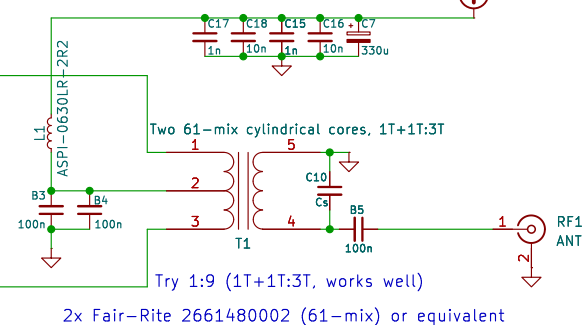 C17
C18
C15
C16
+
C7
1n
10n
1n
10n
330u
L1
ASPI-0630LR-2R2
Two 61-mix cylindrical cores, 1T+1T:3T
1
5
2
C10
Cs
B3
B4
100n
100n
3
4
B5
100n
T1
1
RF1
ANT
2
Try 1:9 (1T+1T:3T, works well)
2x Fair-Rite 2661480002 (61-mix) or equivalent